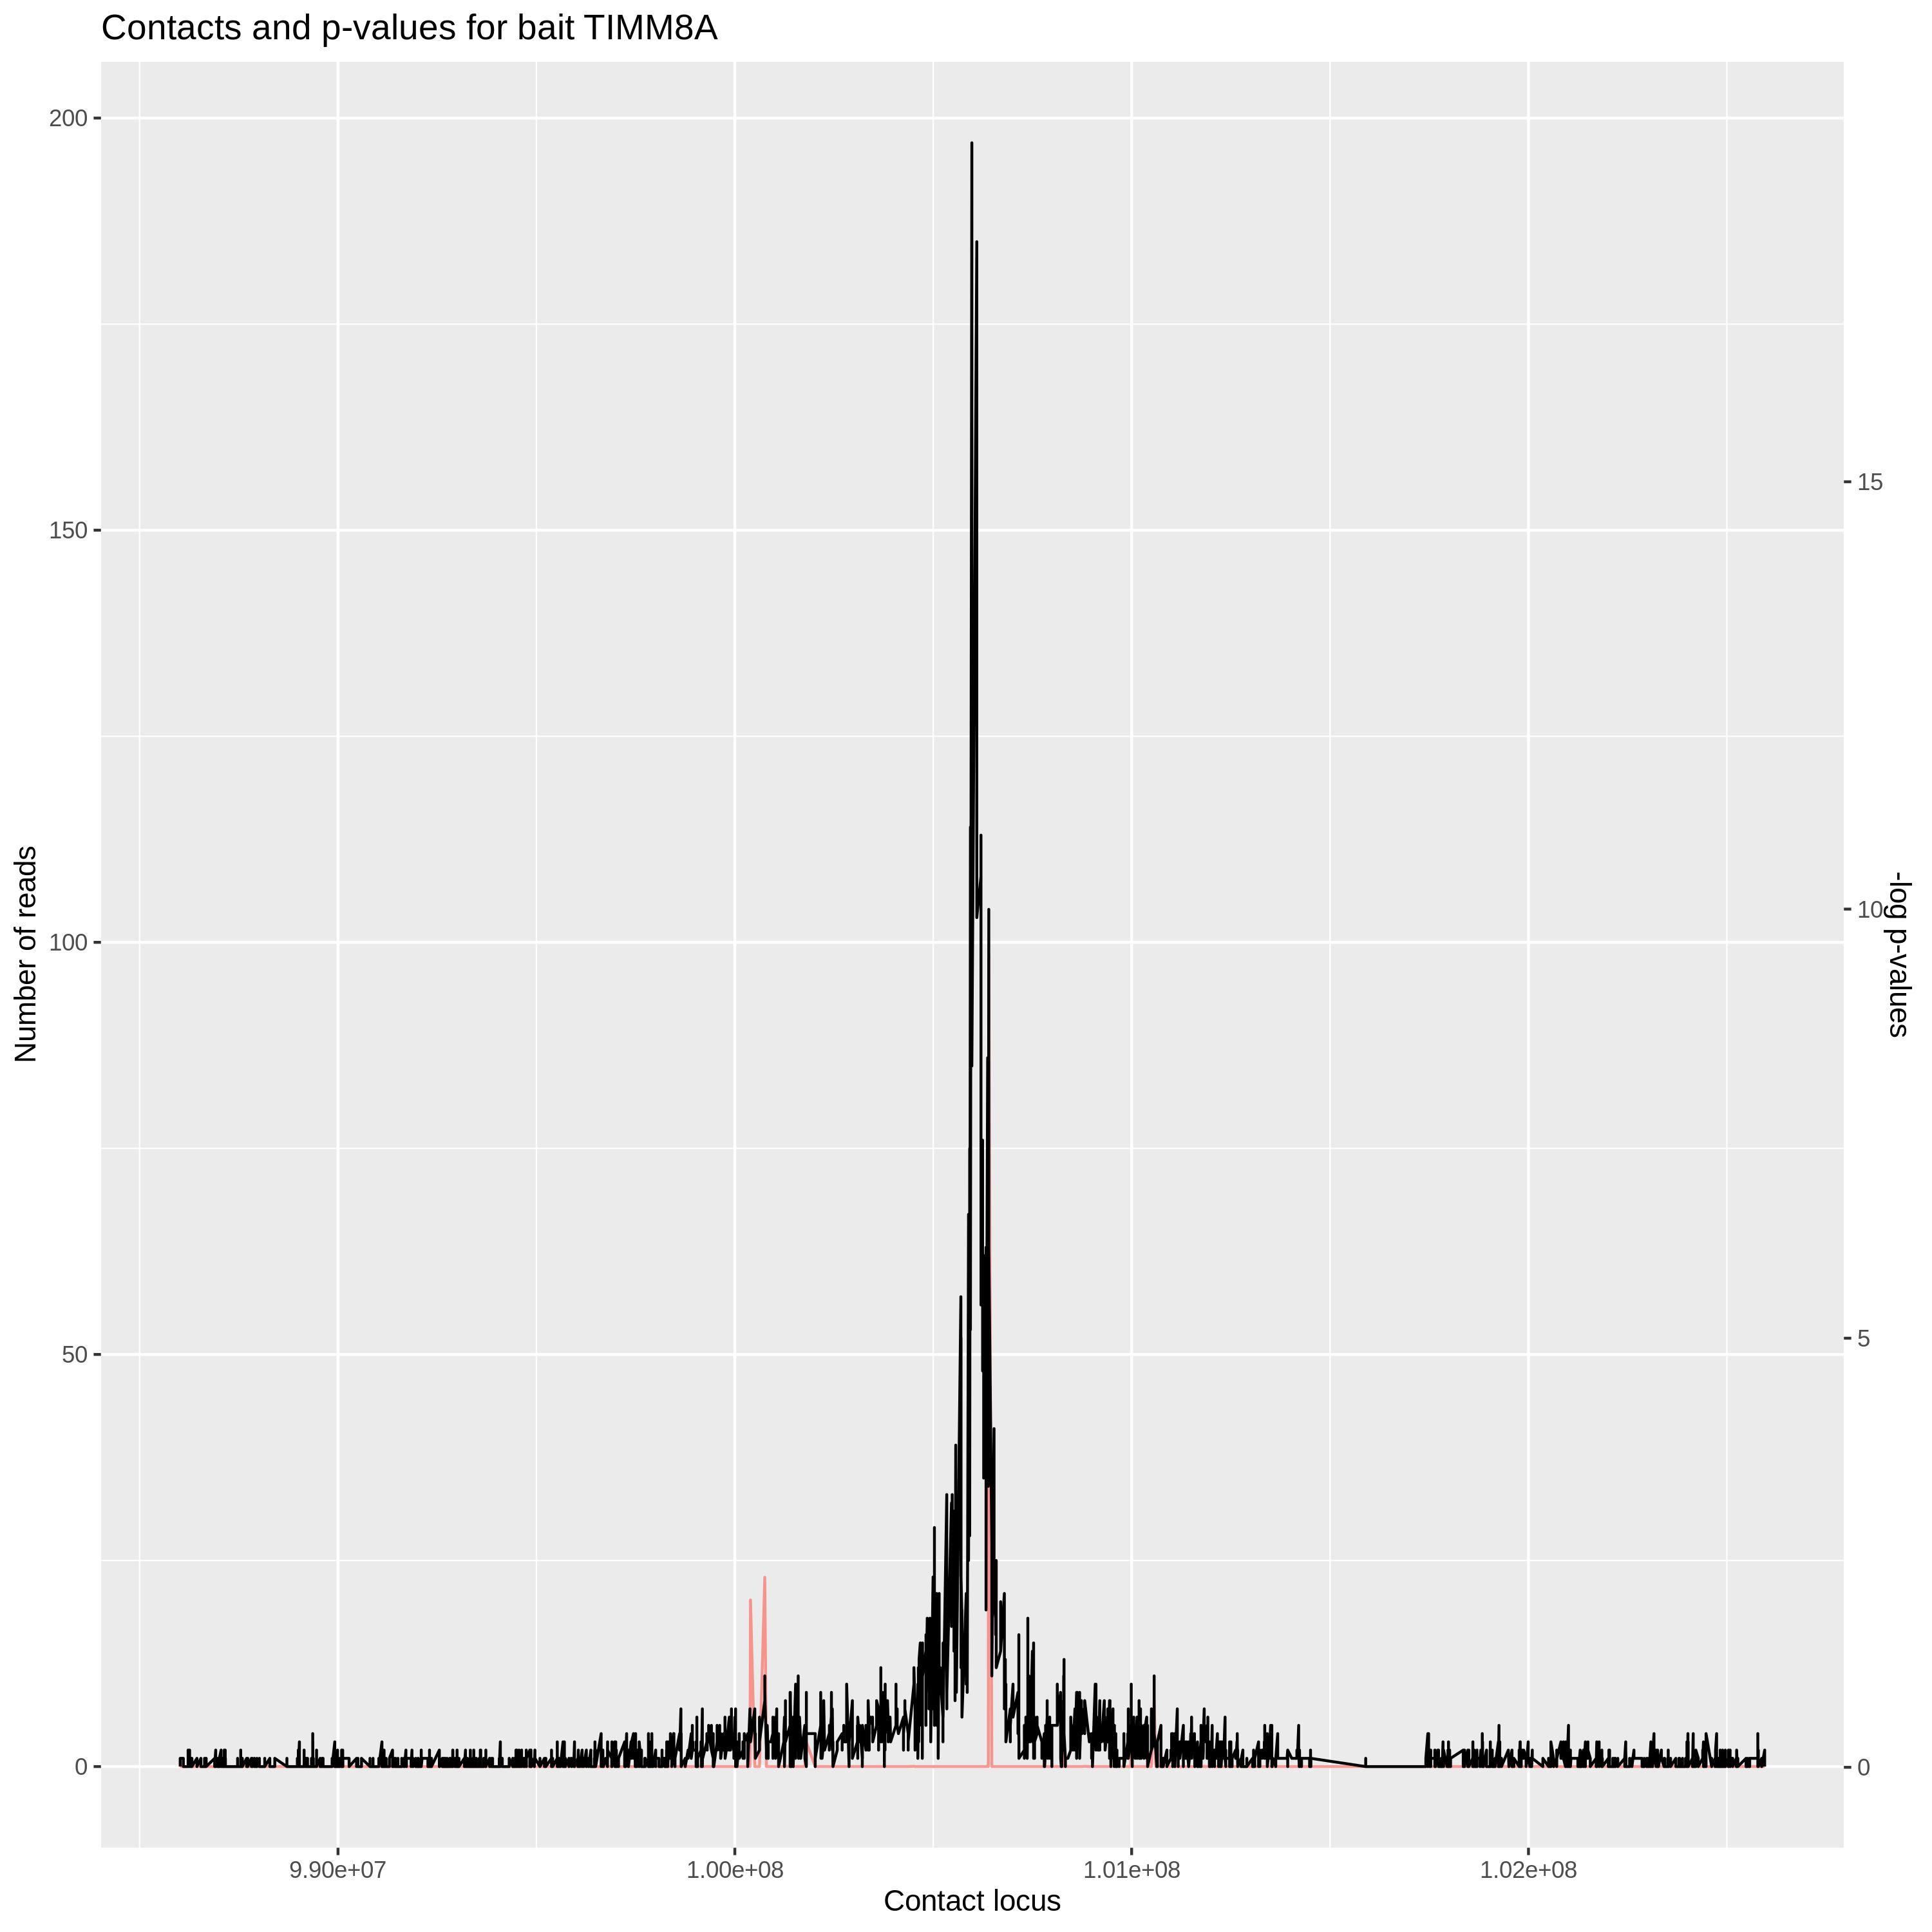 Contacts and p-values for bait TIMM8A
200
150
100
50
0
Number of reads
15
10
5
0
-log p-values
9.90e+07
1.00e+08
1.01e+08
1.02e+08
Contact locus